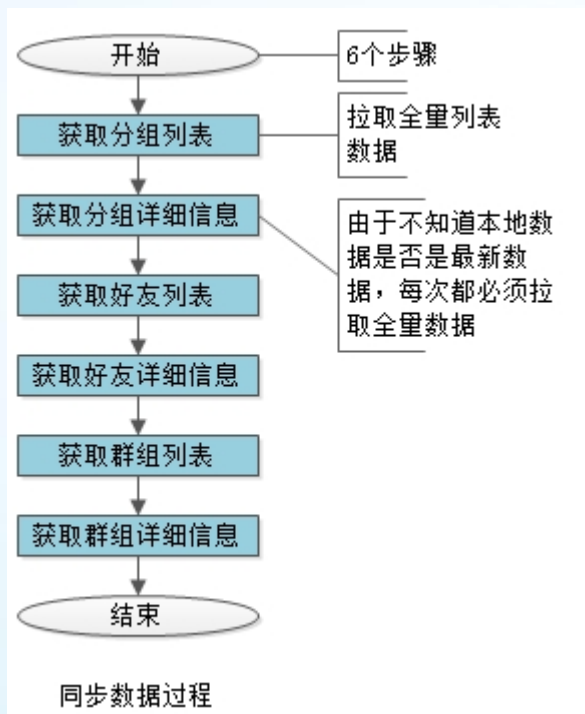 开始
6个步骤
获取分组列表
拉取全量列表
数据
获取分组详细信息
由于不知道本地数
据是否是最新数
据，每次都必须拉
取全量数据
获取好友列表
获取好友详细信息
获取群组列表
获取群组详细信息
结束
同步数据过程